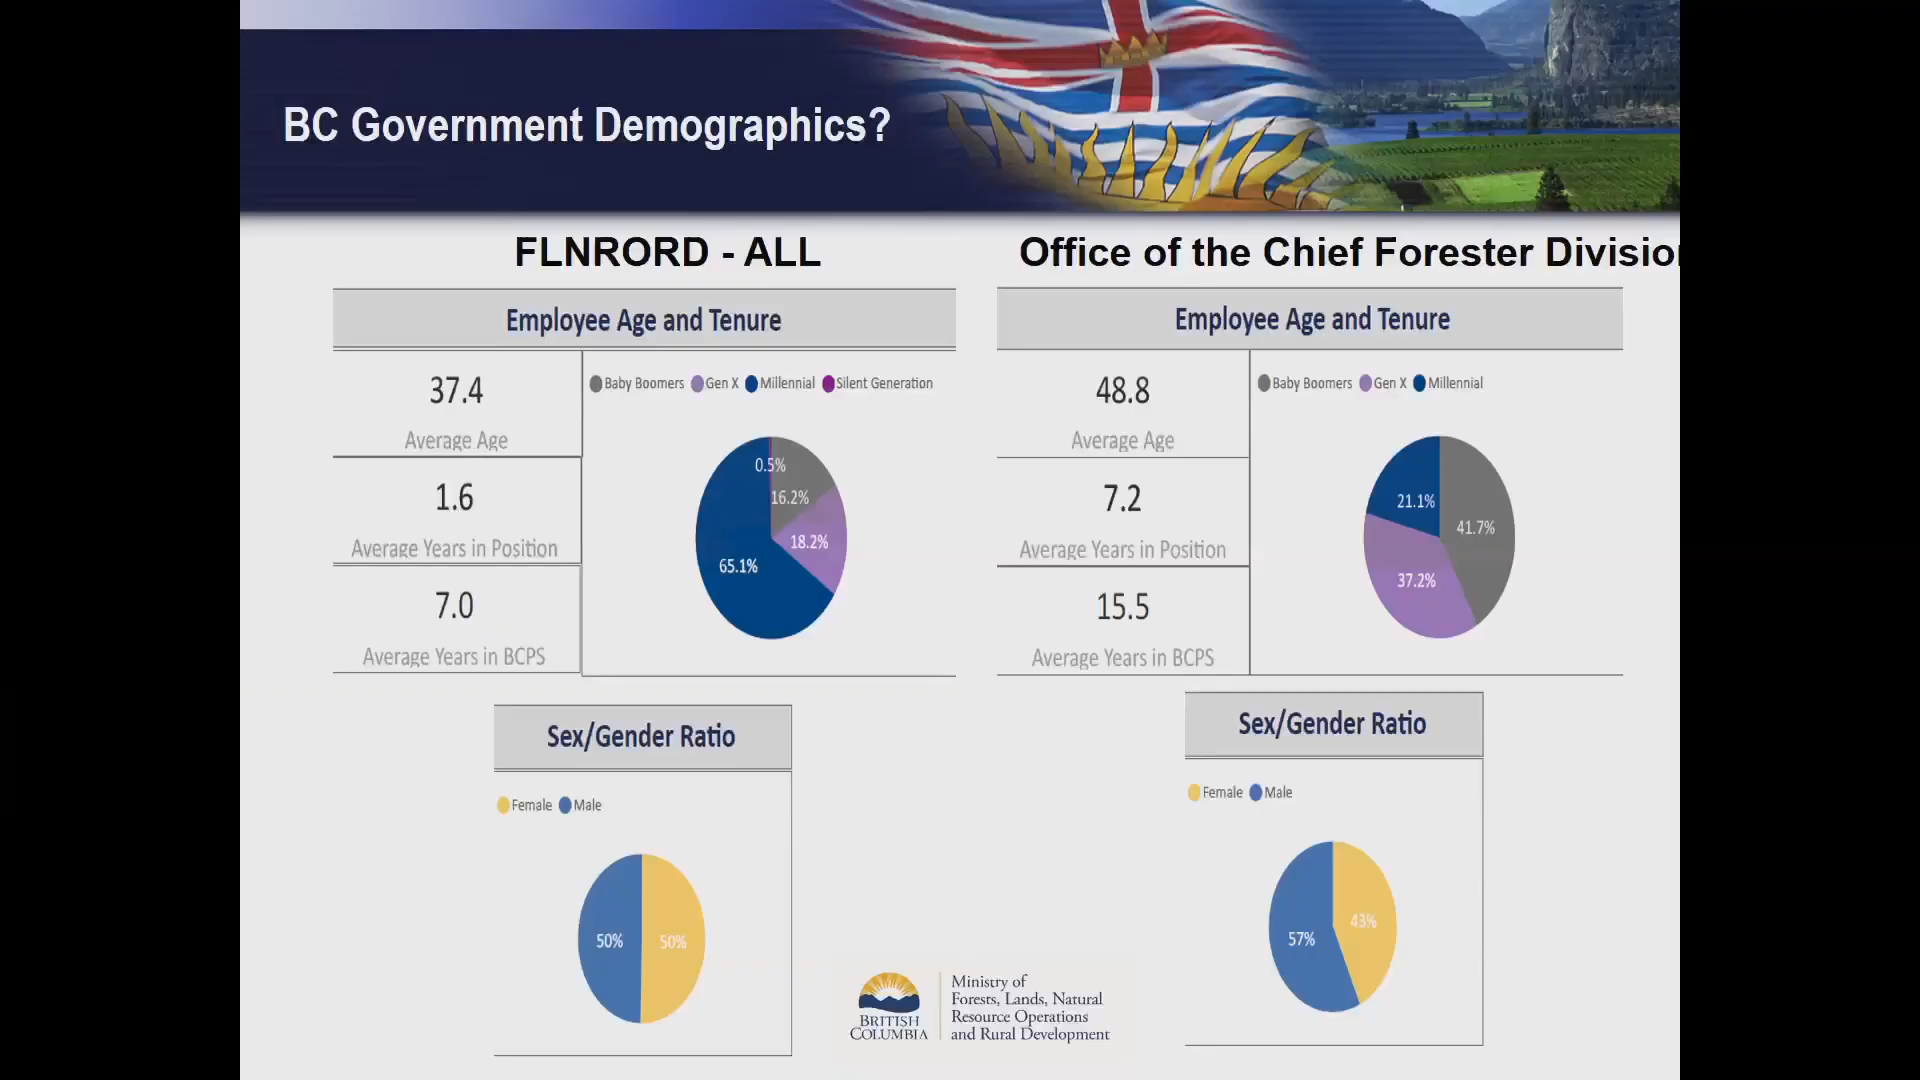 BC Government Demographics?
FLNRORD - ALL
Employee Age and Tenure
37.4
Average Age
1.6
Average Years in Position
7.0
Average Years in BCPS
Baby Boomers Gen X Millennial Silent Generation
0.5%
16.2%
18.2%
65.1%
Sex/Gender Ratio
Female Male
50% 50%
Office of the Chief Forester Division
Employee Age and Tenure
48.8
Average Age
7.2
Average Years in Position
15.5
Average Years in BCPS
Baby Boomers Gen X Millennial
21.1%
41.7%
37.2%
Sex/Gender Ratio
Female Male
43%
57%
BRITISH
COLUMBIA
Ministry of
Forests, Lands, Natural
Resource Operations
and Rural Development